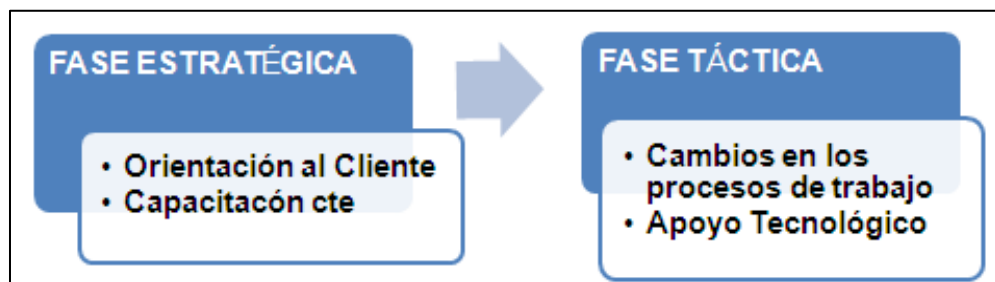 FASE ESTRATÉGICA
• Orientación al Cliente
• Capacitacón cte
FASE TÁCTICA
• Cambios en los
procesos de trabajo
• Apoyo Tecnológico